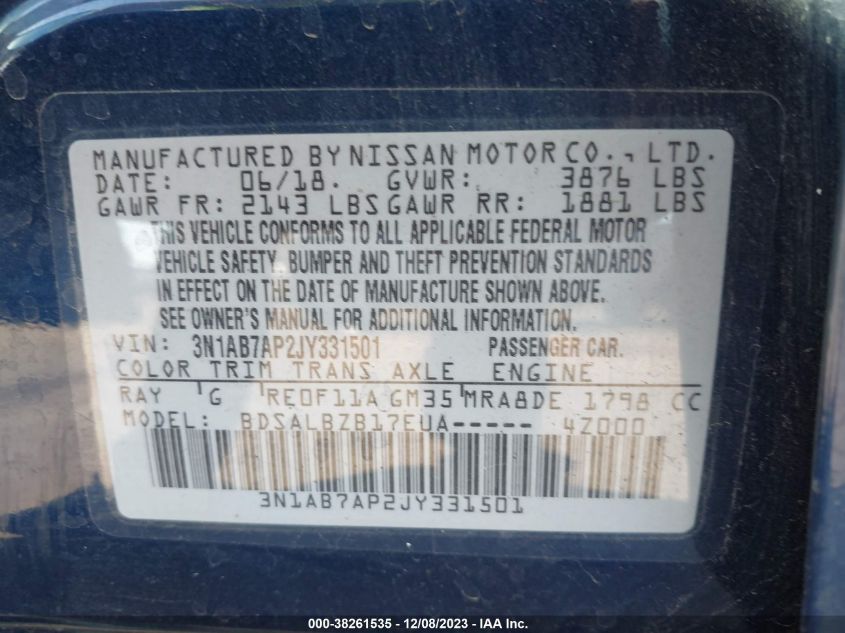 MANUFACTURED BY NISSAN MOTOR CO., LTD.
DATE: 06/18. GVWR: 3876 LBS
GAWR FR: 2143 LBS GAWR RR: 1881 LBS
THIS VEHICLE CONFORMS TO ALL APPLICABLE FEDERAL MOTOR
VEHICLE SAFETY, BUMPER AND THEFT PREVENTION STANDARDS
IN EFFECT ON THE DATE OF MANUFACTURE SHOWN ABOVE.
SEE OWNER'S MANUAL FOR ADDITIONAL INFORMATION.
VIN: 3N1AB7AP2JY331501 PASSENGER CAR.
COLOR TRIM TRANS AXLE ENGINE
RAY G RE0F11A GM35 MRA8DE 1798 CC
MODEL: BDSALBZB17EUA----- 4Z000
3N1AB7AP2JY331501
000-38261535 - 12/08/2023 - IAA Inc.